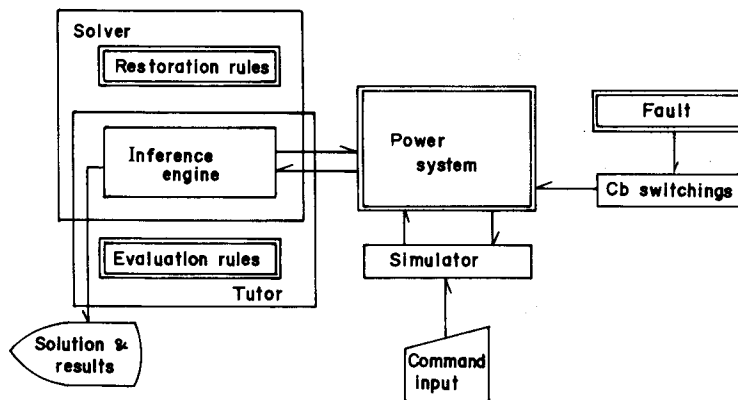 Solver
Restoration rules
Inference
engine
Evaluation rules
Tutor
Solution &
results
Power
system
Simulator
Command
input
Fault
Cb switchings